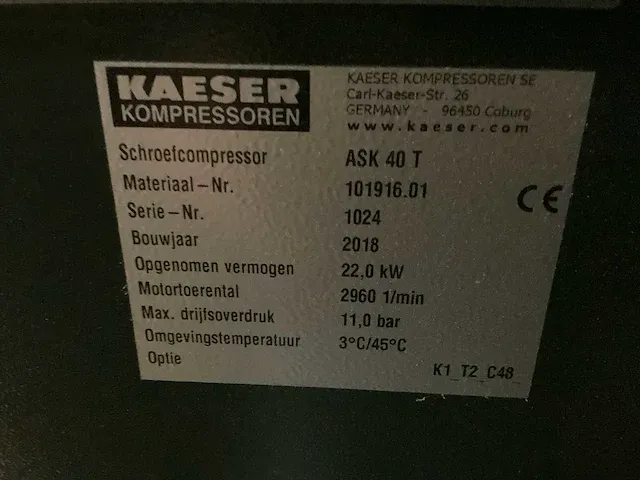 KAESER
KOMPRESSOREN
KAESER KOMPRESSOREN SE
Carl-Kaeser-Str. 26
GERMANY - 96450 Coburg
www.kaeser.com
Schroefcompressor ASK 40 T
Materiaal-Nr. 101916.01
CE
Serie-Nr. 1024
Bouwjaar 2018
Opgenomen vermogen 22,0 kW
Motortoerental 2960 1/min
Max. drijfsoverdruk 11,0 bar
Omgevingstemperatuur 3°C/45°C
Optie K1_T2_C48_